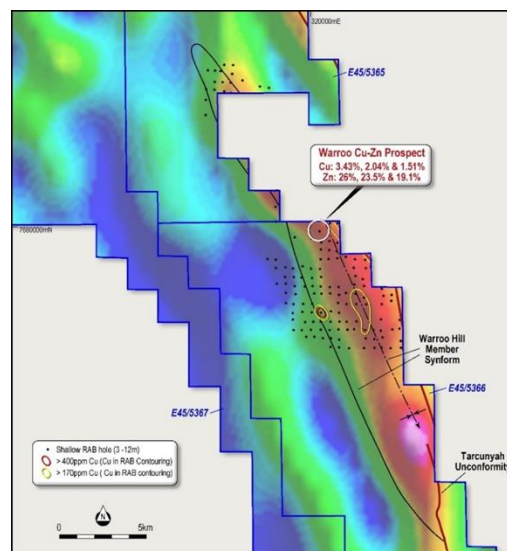 320000mE
E45/5365
Warroo Cu-Zn Prospect
Cu: 3.43%, 2.04% & 1.51%
Zn: 26%, 23.5% & 19.1%
7680000mN
Warroo Hill
Member
Synform
E45/5366
E45/5367
Tarcunyah
Unconformity
Shallow RAB hole (3 -12m)
> 400ppm Cu (Cu in RAB Contouring)
> 170ppm Cu ( Cu in RAB contouring)
N
0
5km